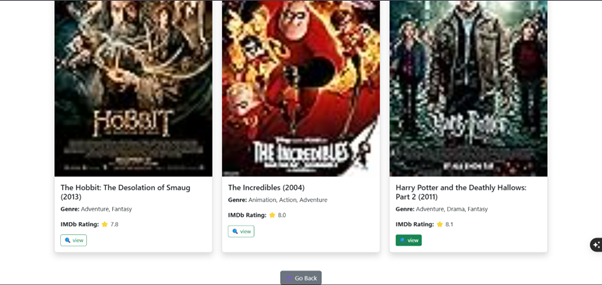 THE HOBBIT
THE INCREDIBLES
Harry Potter
The Hobbit: The Desolation of Smaug
(2013)
Genre: Adventure, Fantasy
IMDb Rating: ⭐ 7.8
🔍 view
The Incredibles (2004)
Genre: Animation, Action, Adventure
IMDb Rating: ⭐ 8.0
🔍 view
Harry Potter and the Deathly Hallows:
Part 2 (2011)
Genre: Adventure, Drama, Fantasy
IMDb Rating: ⭐ 8.1
🔍 view
Go Back